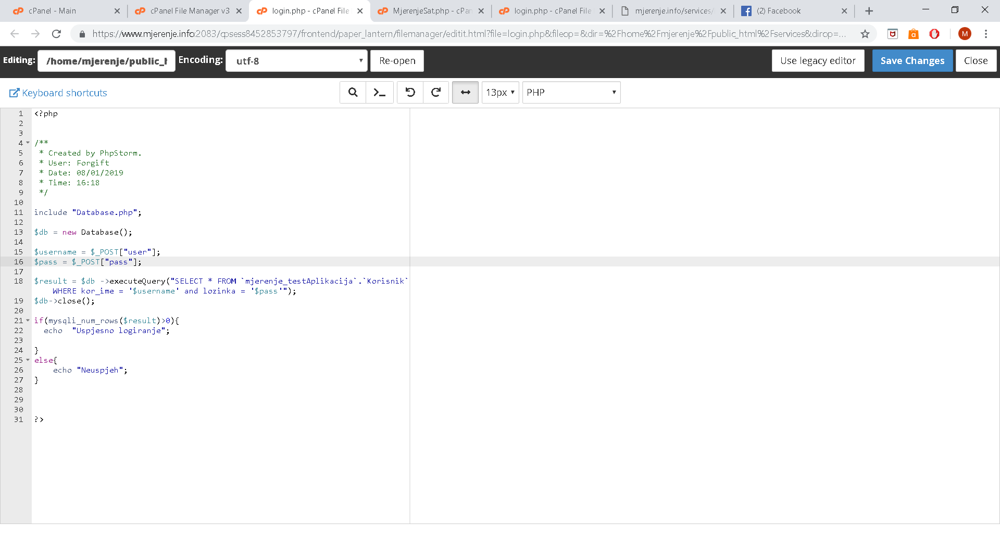 cPanel - Main
cPanel File Manager v3
login.php - cPanel File
MjerenjeSat.php - cPan
login.php - cPanel File
mjerenje.info/services/
(2) Facebook
https://www.mjerenje.info:2083/cpsess8452853797/frontend/paper_lantern/filemanager/editit.html?file=login.php&fileop=&dir=%2Fhome%2Fmjerenje%2Fpublic_html%2Fservices&dirop=...
M
Editing: /home/mjerenje/public_h Encoding: utf-8 Re-open Use legacy editor Save Changes Close
Keyboard shortcuts 13px PHP
1 <?php
2
3
4 /**
5 * Created by PhpStorm.
6 * User: Forgift
7 * Date: 08/01/2019
8 * Time: 16:18
9 */
10
11 include "Database.php";
12
13 $db = new Database();
14
15 $username = $_POST["user"];
16 $pass = $_POST["pass"];
17
18 $result = $db ->executeQuery("SELECT * FROM `mjerenje_testAplikacija`.`Korisnik`
WHERE kor_ime = '$username' and lozinka = '$pass'");
19 $db->close();
20
21 if(mysqli_num_rows($result)>0){
22 echo  "Uspjesno logiranje";
23
24 }
25 else{
26 echo "Neuspjeh";
27 }
28
29
30
31 ?>